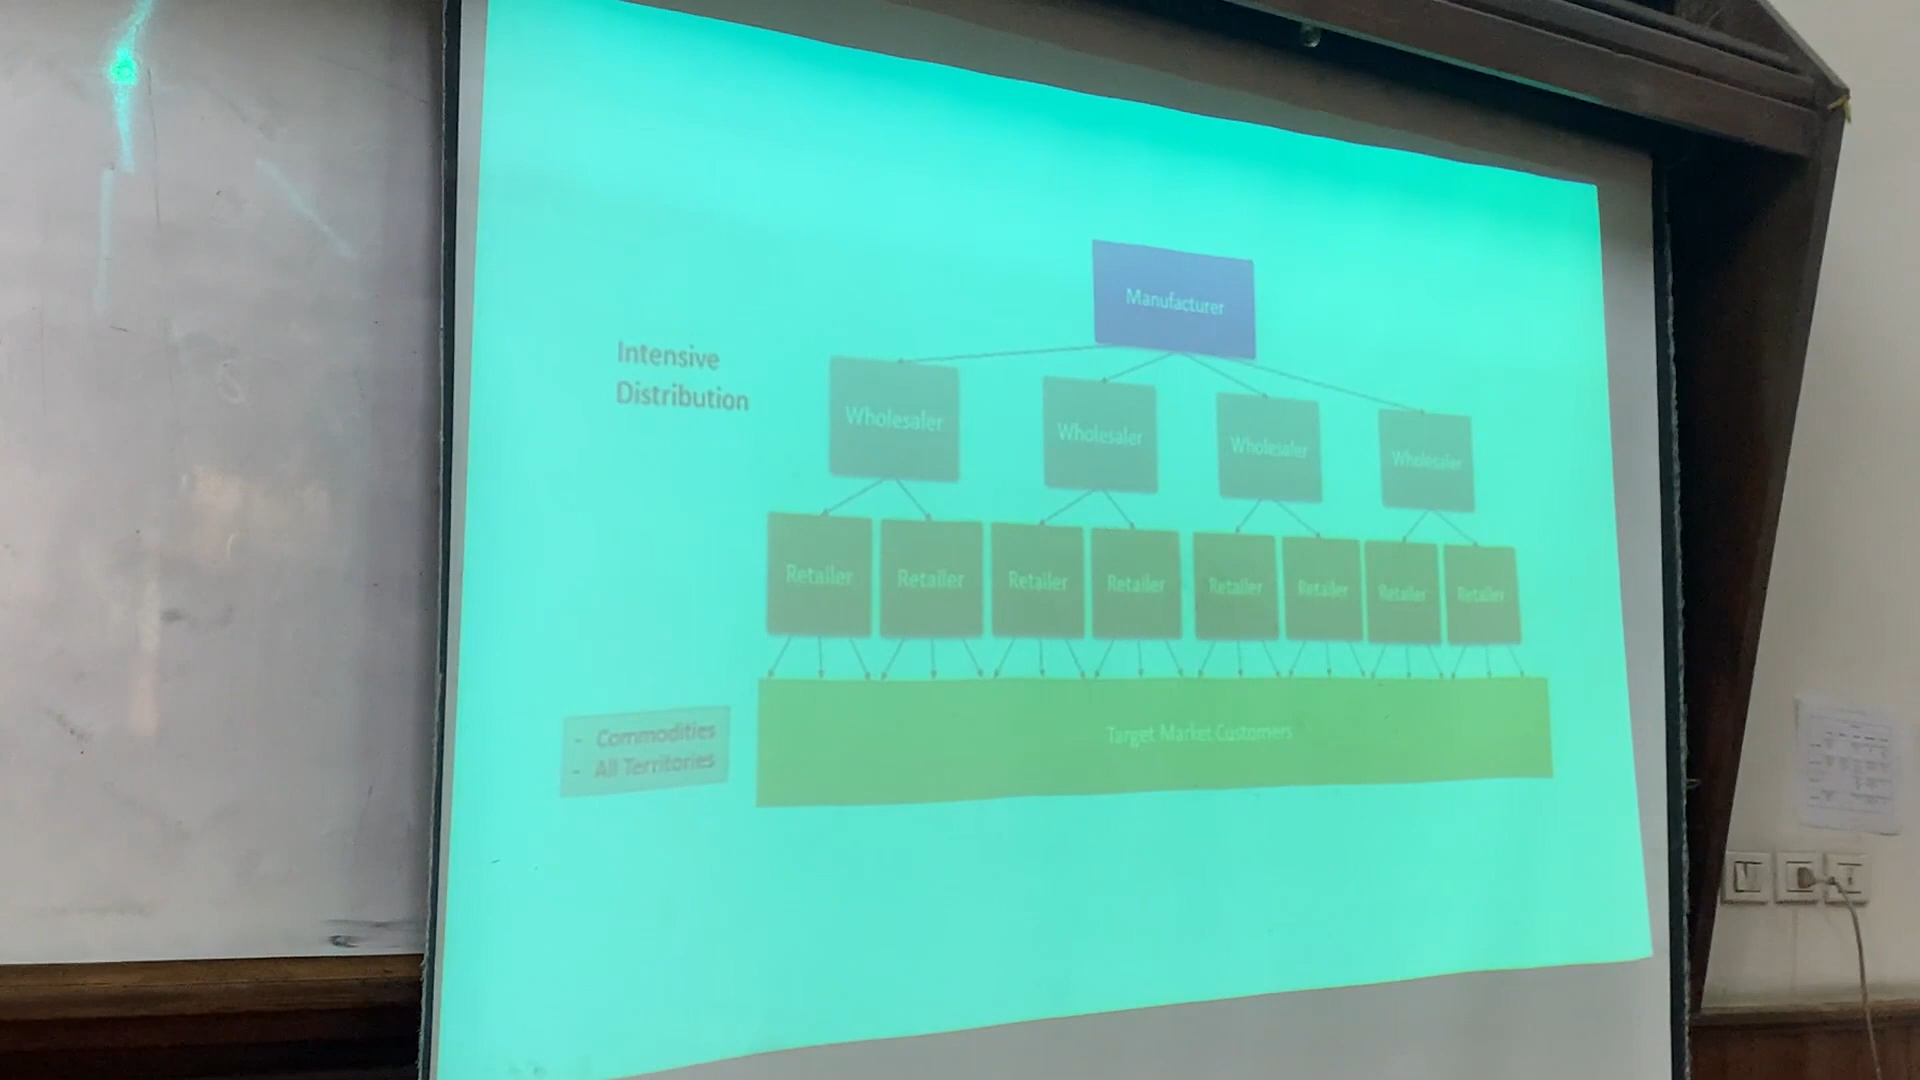 Manufacturer
Intensive
Distribution
Wholesaler
Wholesaler
Wholesaler
Wholesaler
Retailer
Retailer
Retailer
Retailer
Retailer
Retailer
Retailer
Retailer
Target Market Customers
- Commodities
- All Territories